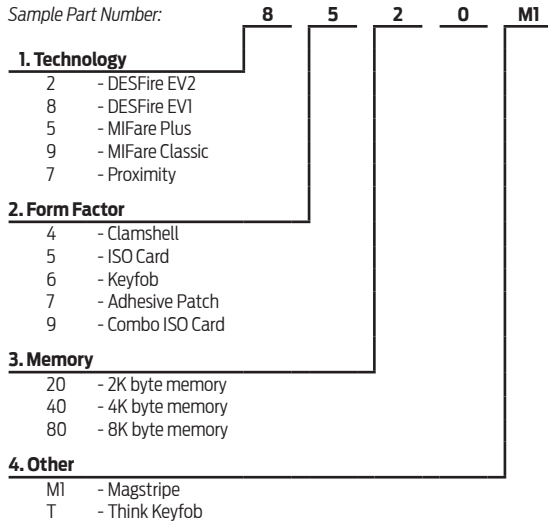 Sample Part Number: 8 5 2 0 M1
1. Technology
2 - DESFire EV2
8 - DESFire EV1
5 - MIFare Plus
9 - MIFare Classic
7 - Proximity
2. Form Factor
4 - Clamshell
5 - ISO Card
6 - Keyfob
7 - Adhesive Patch
9 - Combo ISO Card
3. Memory
20 - 2K byte memory
40 - 4K byte memory
80 - 8K byte memory
4. Other
M1 - Magstripe
T - Think Keyfob